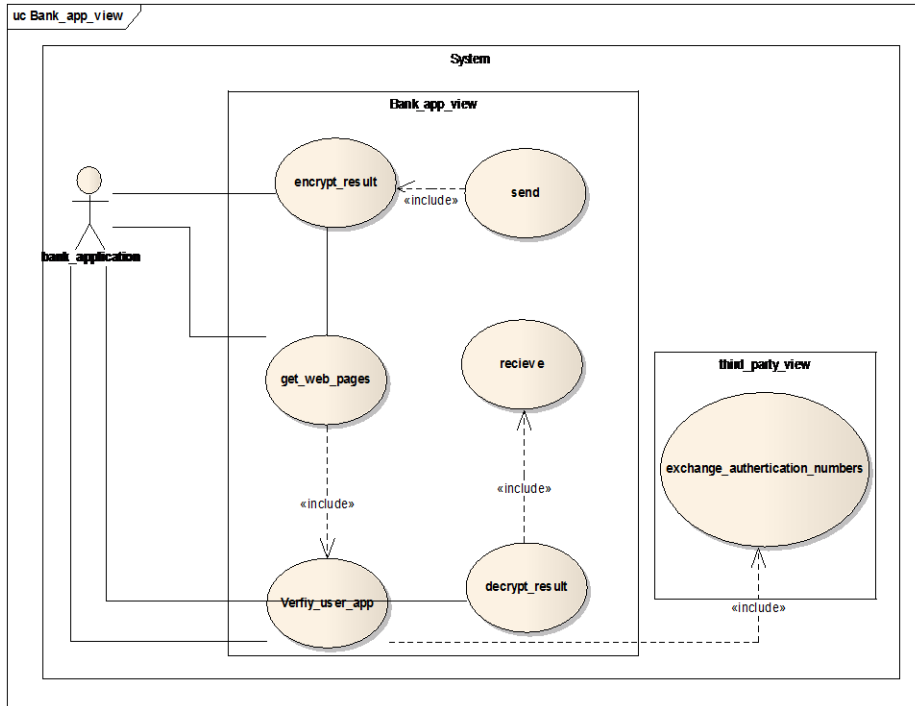 uc Bank_app_view
System
Bank_app_view
encrypt_result
send
«include»
bank_application
third_party_view
get_web_pages
recieve
exchange_authertication_numbers
«include»
«include»
Verfiy_user_app
decrypt_result
«include»